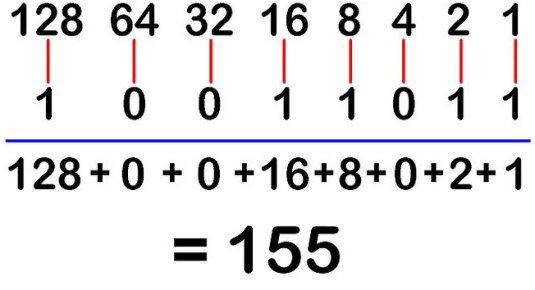 128 64 32 16 8 4 2 1
1 0 0 1 1 0 1 1
128 + 0 + 0 + 16 + 8 + 0 + 2 + 1
= 155